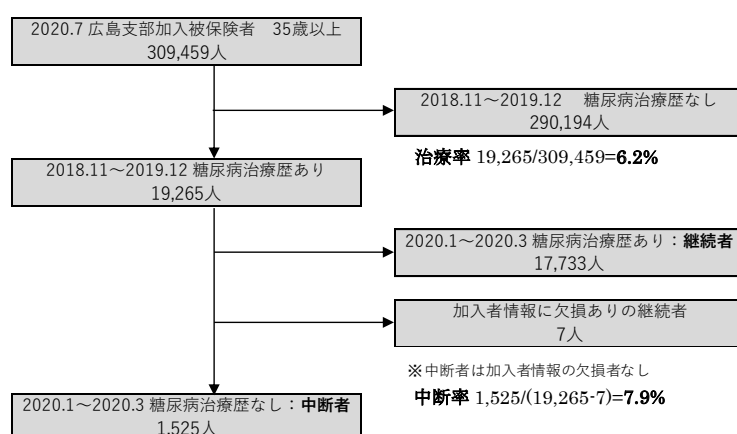 2020.7 広島支部加入被保険者　35歳以上
309,459人
2018.11～2019.12　糖尿病治療歴なし
290,194人
治療率 19,265/309,459=6.2%
2018.11～2019.12 糖尿病治療歴あり
19,265人
2020.1～2020.3 糖尿病治療歴あり：継続者
17,733人
加入者情報に欠損ありの継続者
7人
※中断者は加入者情報の欠損者なし
中断率 1,525/(19,265-7)=7.9%
2020.1～2020.3 糖尿病治療歴なし：中断者
1,525人